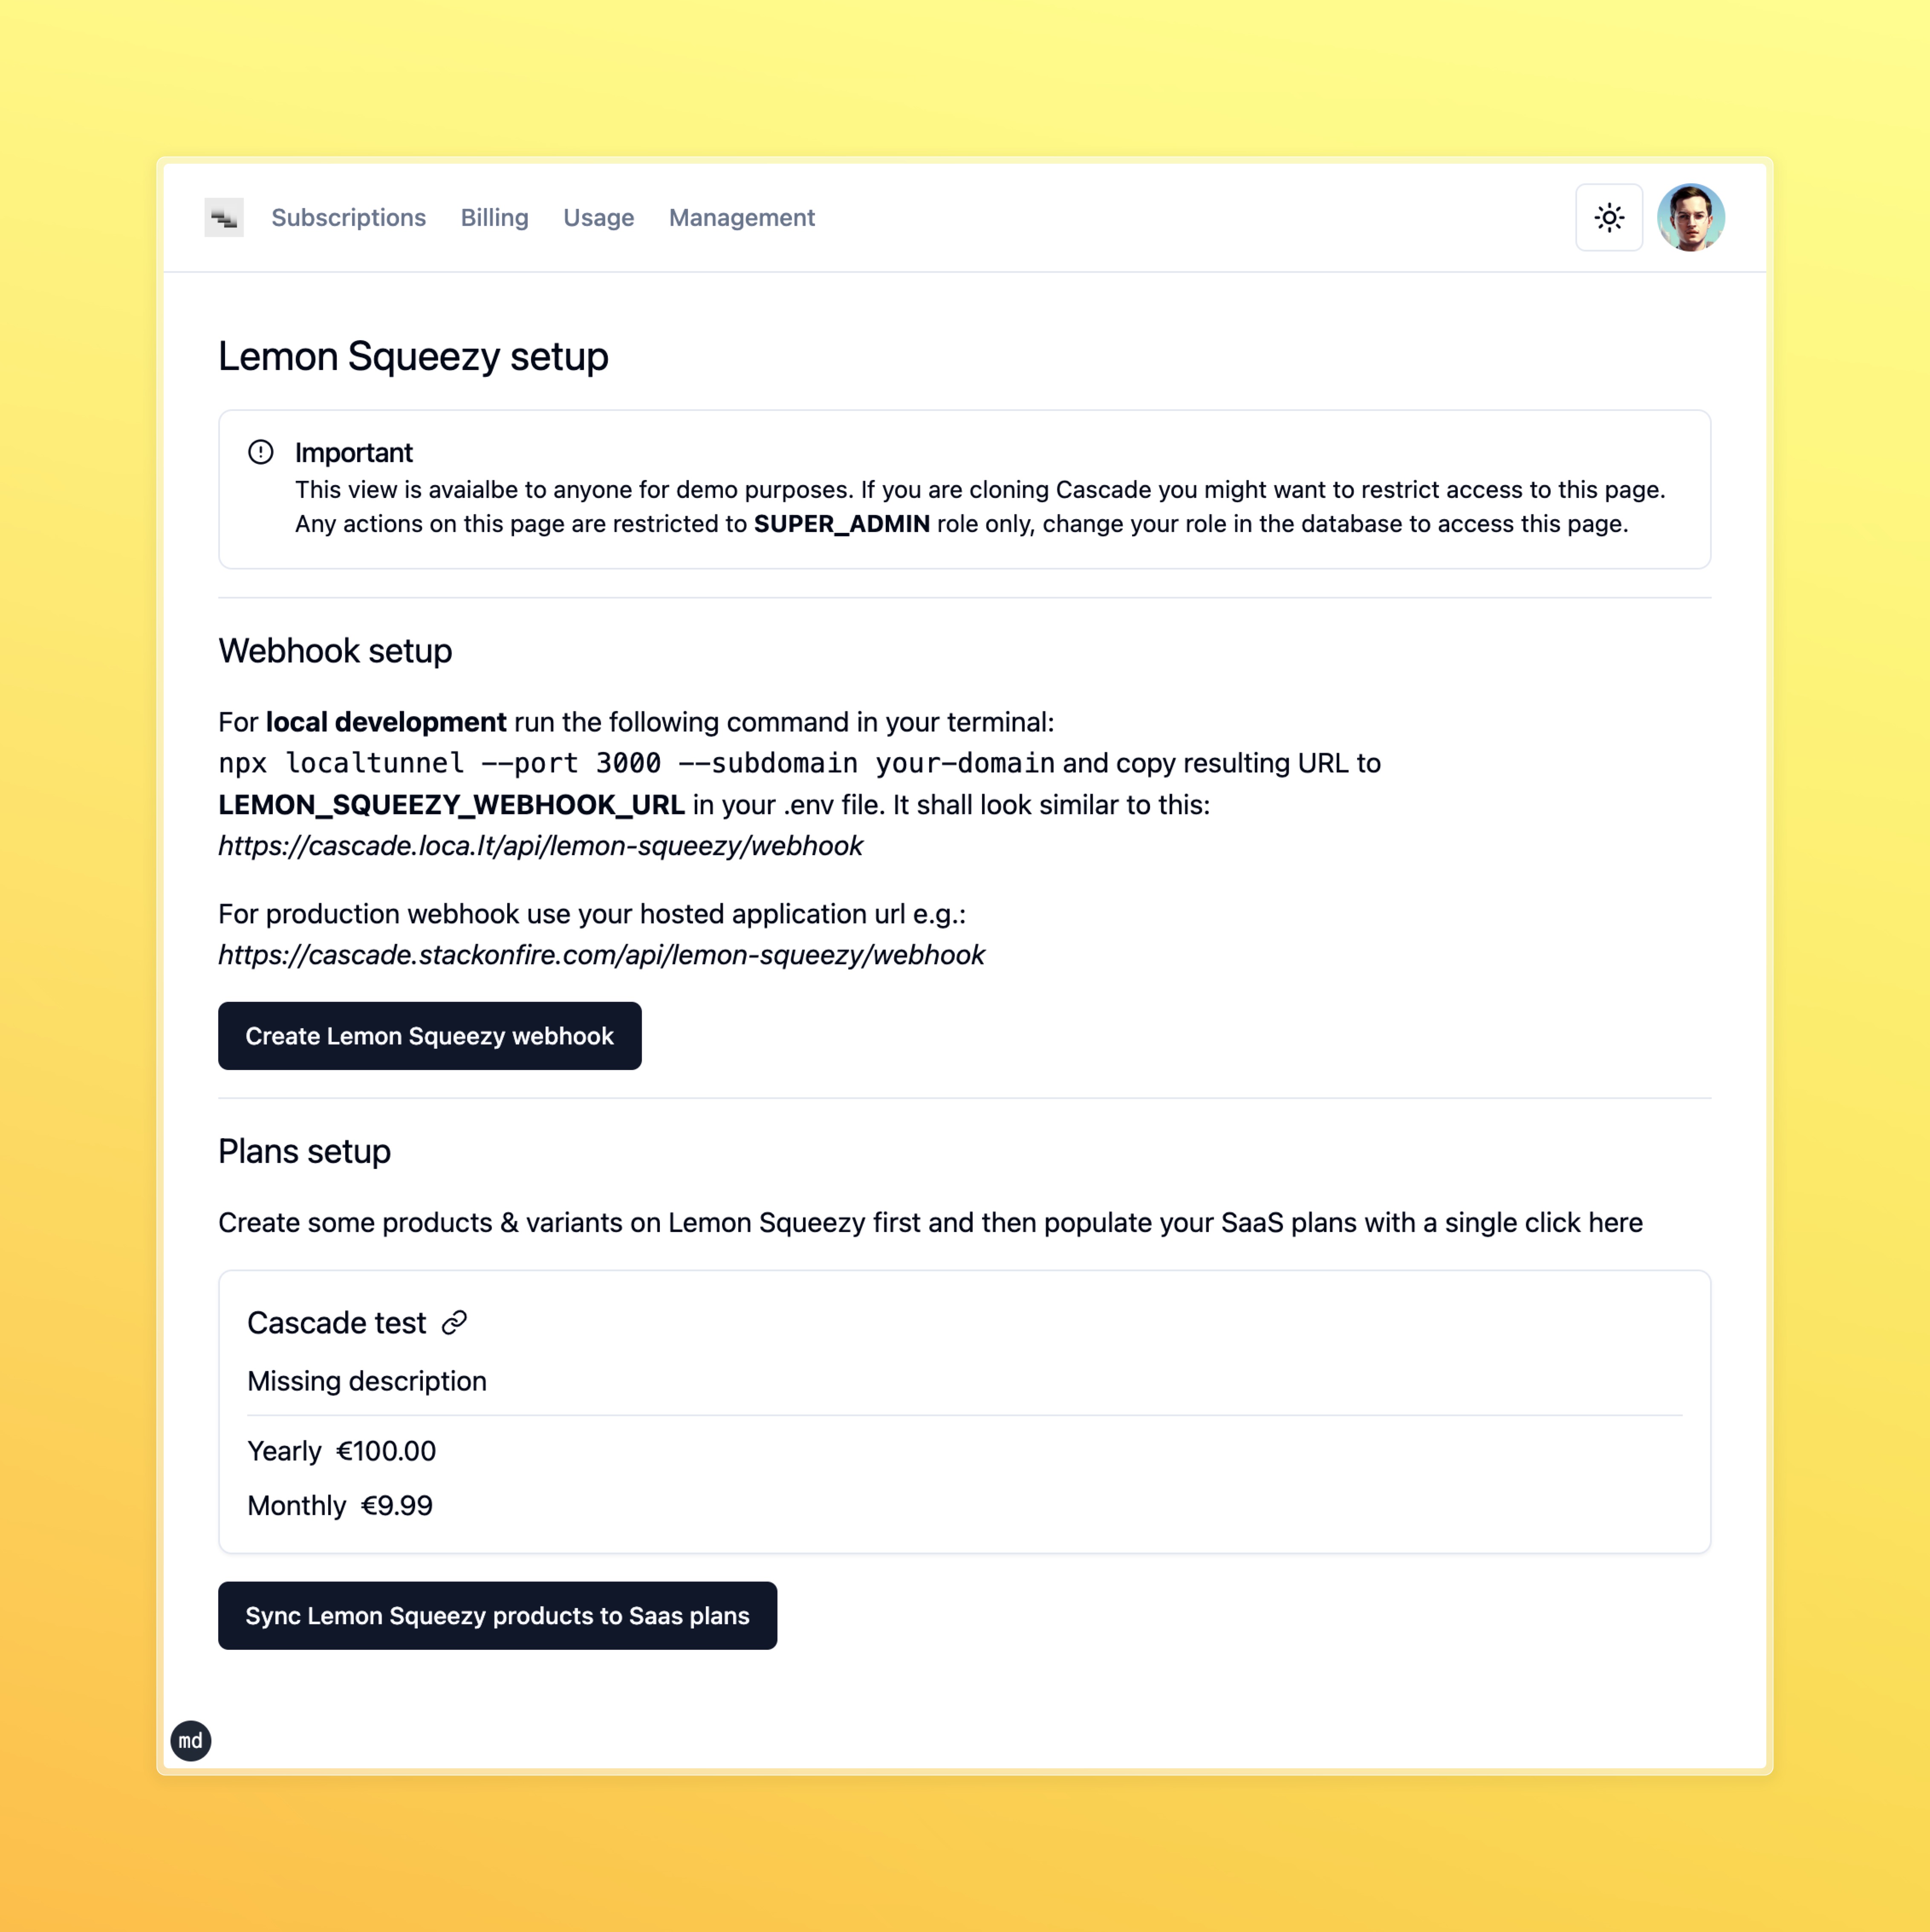 Subscriptions Billing Usage Management
Lemon Squeezy setup
Important
This view is avaialbe to anyone for demo purposes. If you are cloning Cascade you might want to restrict access to this page.
Any actions on this page are restricted to SUPER_ADMIN role only, change your role in the database to access this page.
Webhook setup
For local development run the following command in your terminal:
npx localtunnel --port 3000 --subdomain your-domain and copy resulting URL to
LEMON_SQUEEZY_WEBHOOK_URL in your .env file. It shall look similar to this:
https://cascade.loca.lt/api/lemon-squeezy/webhook
For production webhook use your hosted application url e.g.:
https://cascade.stackonfire.com/api/lemon-squeezy/webhook
Create Lemon Squeezy webhook
Plans setup
Create some products & variants on Lemon Squeezy first and then populate your SaaS plans with a single click here
Cascade test
Missing description
Yearly €100.00
Monthly €9.99
Sync Lemon Squeezy products to Saas plans
md